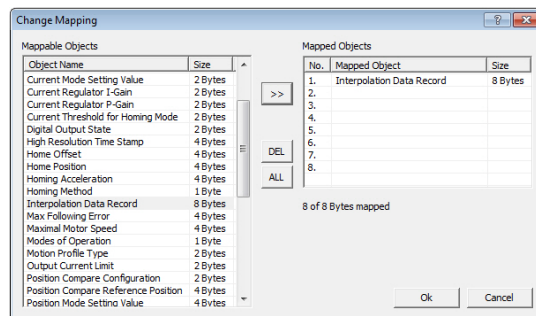 Change Mapping
Mappable Objects
Object Name Size
Current Mode Setting Value 2 Bytes
Current Regulator I-Gain 2 Bytes
Current Regulator P-Gain 2 Bytes
Current Threshold for Homing Mode 2 Bytes
Digital Output State 2 Bytes
High Resolution Time Stamp 4 Bytes
Home Offset 4 Bytes
Home Position 4 Bytes
Homing Acceleration 4 Bytes
Homing Method 1 Byte
Interpolation Data Record 8 Bytes
Max Following Error 4 Bytes
Maximal Motor Speed 4 Bytes
Modes of Operation 1 Byte
Motion Profile Type 2 Bytes
Output Current Limit 2 Bytes
Position Compare Configuration 2 Bytes
Position Compare Reference Position 4 Bytes
Position Mode Setting Value 4 Bytes
>>
DEL
ALL
Mapped Objects
No. Mapped Object Size
1. Interpolation Data Record 8 Bytes
2.
3.
4.
5.
6.
7.
8.
8 of 8 Bytes mapped
Ok Cancel